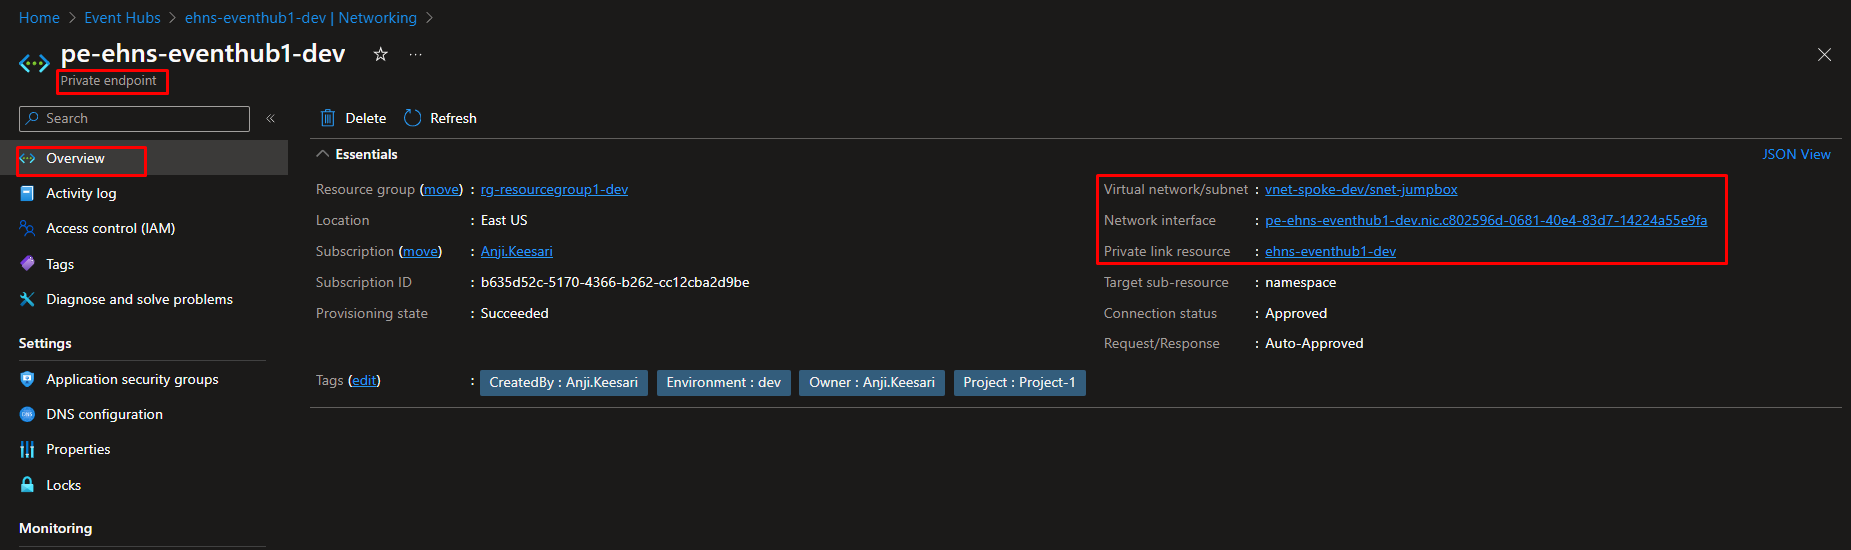 Home > Event Hubs > ehns-eventhub1-dev | Networking >
pe-ehns-eventhub1-dev
Private endpoint
Search
Overview
Activity log
Access control (IAM)
Tags
Diagnose and solve problems
Settings
Application security groups
DNS configuration
Properties
Locks
Monitoring
Delete Refresh
Essentials
JSON View
Resource group (move) : rg-resourcegroup1-dev
Location : East US
Subscription (move) : Anji.Keesari
Subscription ID : b635d52c-5170-4366-b262-cc12cba2d9be
Provisioning state : Succeeded
Virtual network/subnet : vnet-spoke-dev/snet-jumpbox
Network interface : pe-ehns-eventhub1-dev.nic.c802596d-0681-40e4-83d7-14224a55e9fa
Private link resource : ehns-eventhub1-dev
Target sub-resource : namespace
Connection status : Approved
Request/Response : Auto-Approved
Tags (edit) : CreatedBy : Anji.Keesari Environment : dev Owner : Anji.Keesari Project : Project-1